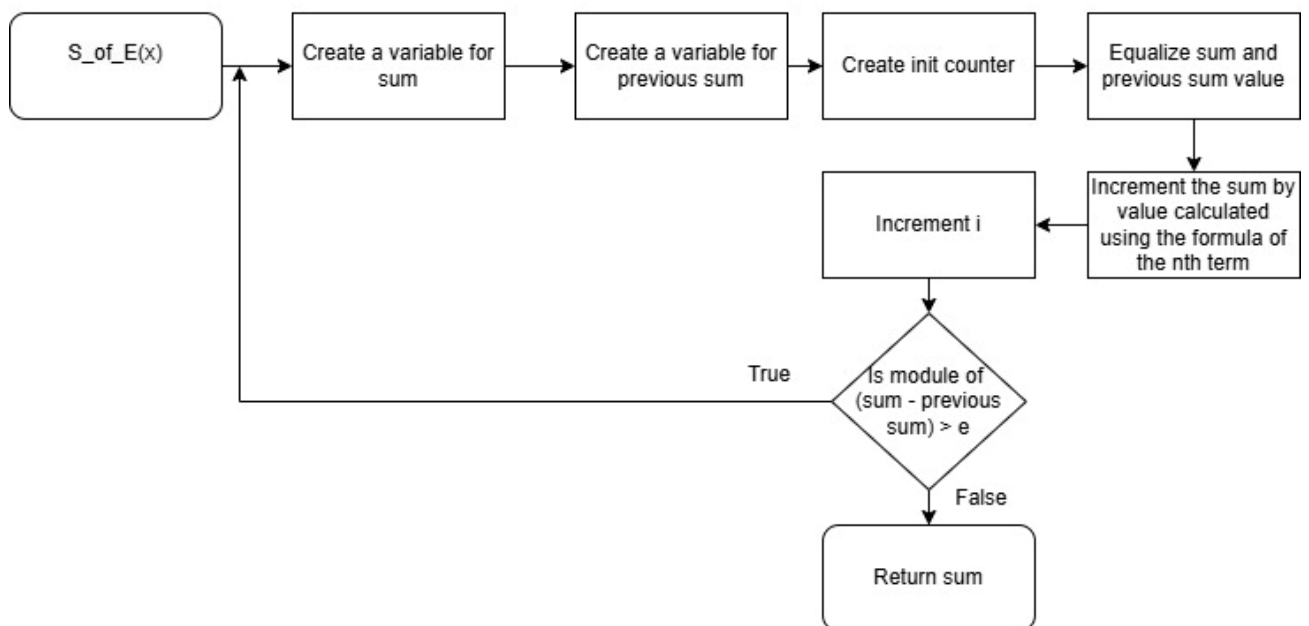 S_of_E(x)
Create a variable for
sum
Create a variable for
previous sum
Create init counter
Equalize sum and
previous sum value
Increment the sum by
value calculated
using the formula of
the nth term
Increment i
Is module of
(sum - previous
sum) > e
True
False
Return sum